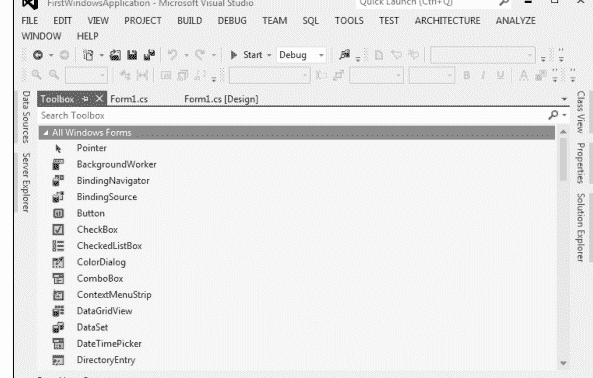 FirstWindowsApplication - Microsoft Visual Studio
Quick Launch (Ctrl+Q)
FILE EDIT VIEW PROJECT BUILD DEBUG TEAM SQL TOOLS TEST ARCHITECTURE ANALYZE
WINDOW HELP
Start Debug
B I U A
Data Sources
Server Explorer
Toolbox Form1.cs Form1.cs [Design]
Search Toolbox
All Windows Forms
Pointer
BackgroundWorker
BindingNavigator
BindingSource
Button
CheckBox
CheckedListBox
ColorDialog
ComboBox
ContextMenuStrip
DataGridView
DataSet
DateTimePicker
DirectoryEntry
Class View
Properties
Solution Explorer